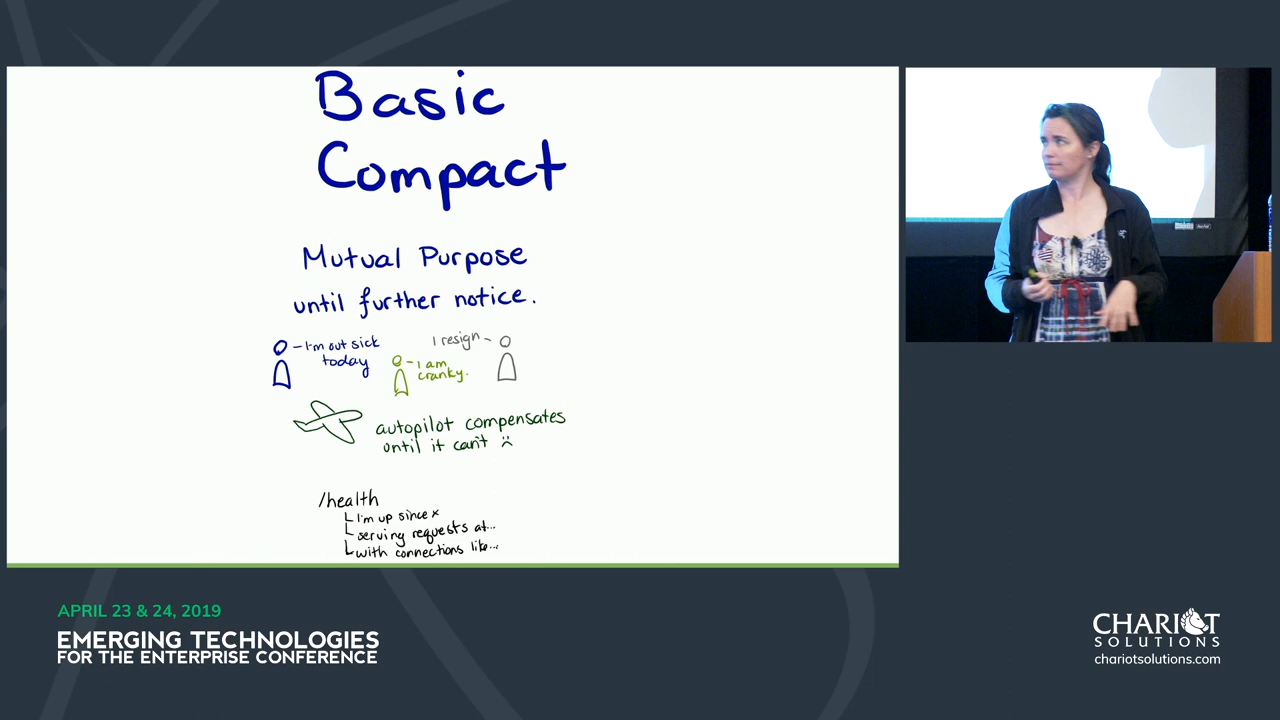 Basic
Compact
Mutual Purpose
until further notice.
- I'm out sick
today
- I am
cranky.
I resign -
autopilot compensates
until it can't :(
/health
I'm up since x
serving requests at...
with connections like...
APRIL 23 & 24, 2019
EMERGING TECHNOLOGIES
FOR THE ENTERPRISE CONFERENCE
CHARIOT
SOLUTIONS
chariotsolutions.com